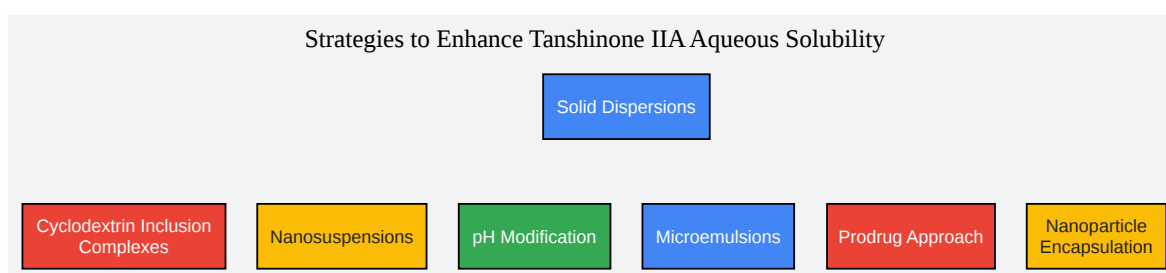 Strategies to Enhance Tanshinone IIA Aqueous Solubility
Solid Dispersions
Cyclodextrin Inclusion
Complexes
Nanosuspensions
pH Modification
Microemulsions
Prodrug Approach
Nanoparticle
Encapsulation